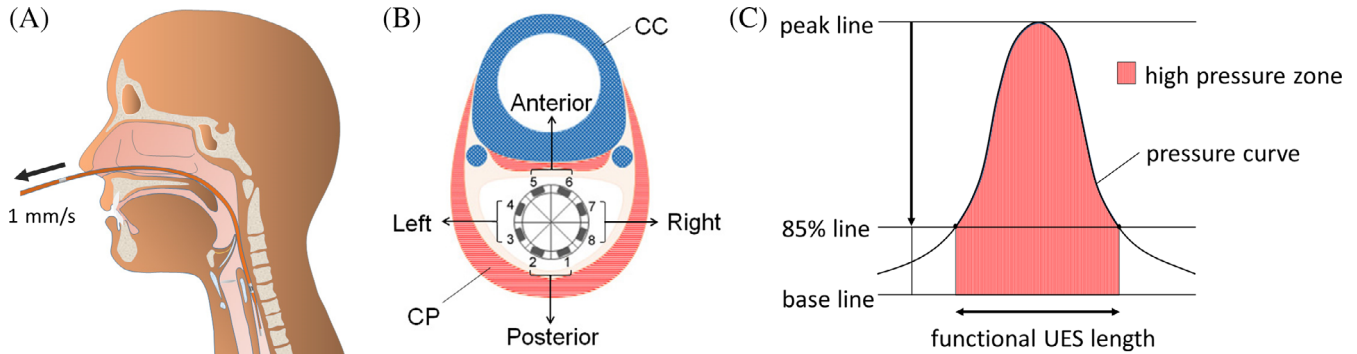 (A)
1 mm/s
(B)
CC
Anterior
5 6
4 7
Left Right
3 8
2 1
CP
Posterior
(C)
peak line
high pressure zone
pressure curve
85% line
base line
functional UES length